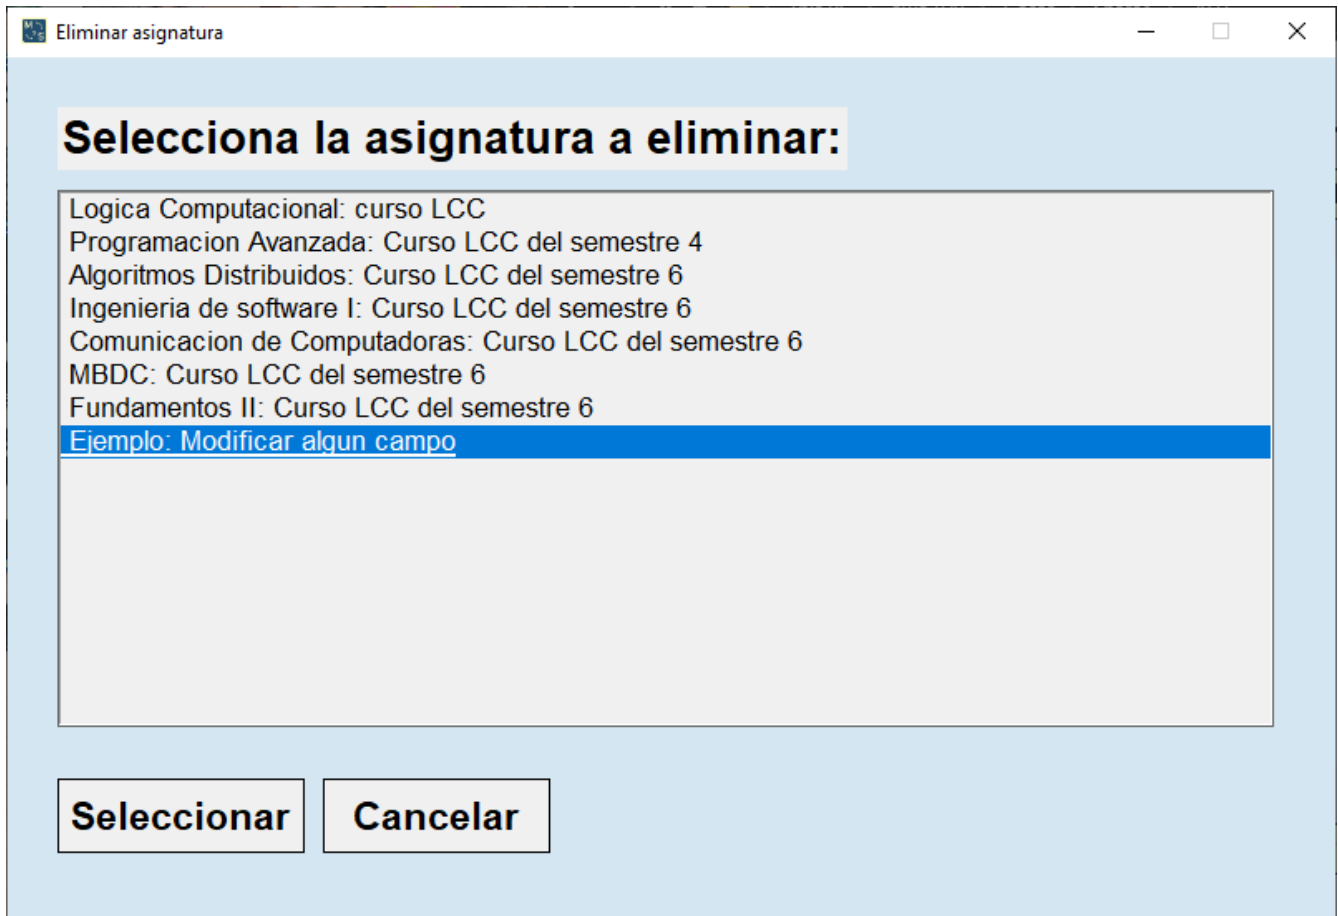 Eliminar asignatura
Selecciona la asignatura a eliminar:
Logica Computacional: curso LCC
Programacion Avanzada: Curso LCC del semestre 4
Algoritmos Distribuidos: Curso LCC del semestre 6
Ingenieria de software I: Curso LCC del semestre 6
Comunicacion de Computadoras: Curso LCC del semestre 6
MBDC: Curso LCC del semestre 6
Fundamentos II: Curso LCC del semestre 6
Ejemplo: Modificar algun campo
Seleccionar Cancelar